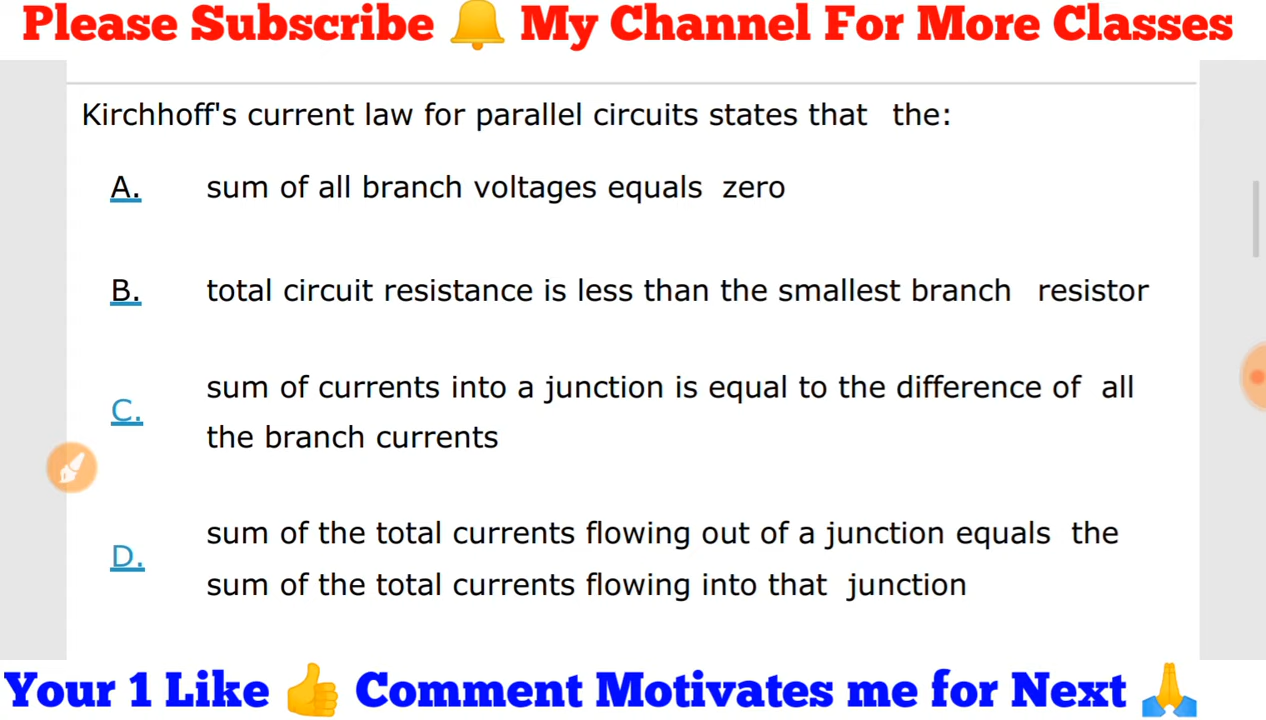 Please Subscribe 🔔 My Channel For More Classes
Kirchhoff's current law for parallel circuits states that the:
A. sum of all branch voltages equals zero
B. total circuit resistance is less than the smallest branch resistor
C. sum of currents into a junction is equal to the difference of all
the branch currents
D. sum of the total currents flowing out of a junction equals the
sum of the total currents flowing into that junction
Your 1 Like 👍 Comment Motivates me for Next 🙏